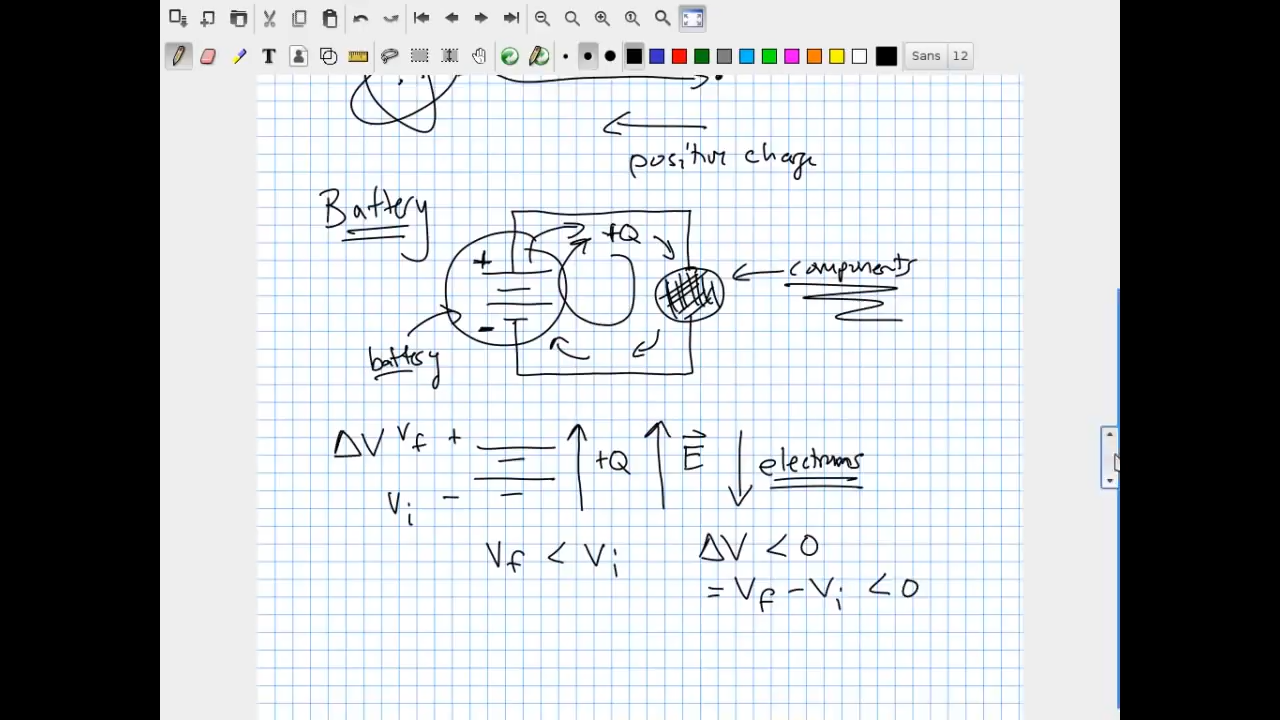 Sans 12
positive charge
Battery
+Q
+
components
-
battery
ΔV Vf +
+Q
E
electrons
Vi -
Vf < Vi
ΔV < 0
= Vf - Vi < 0